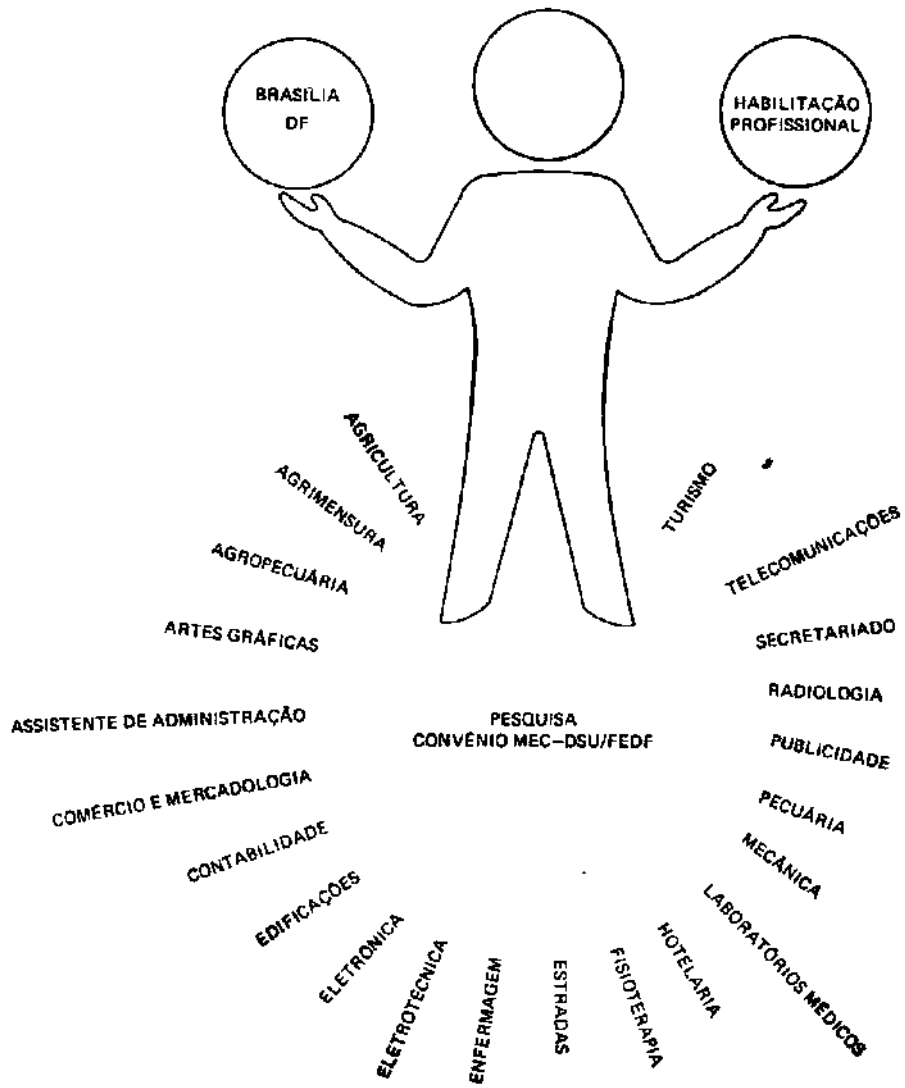 BRASÍLIA
DF
HABILITAÇÃO
PROFISSIONAL
AGRICULTURA
AGRIMENSURA
AGROPECUÁRIA
ARTES GRÁFICAS
ASSISTENTE DE ADMINISTRAÇÃO
COMÉRCIO E MERCADOLOGIA
CONTABILIDADE
EDIFICAÇÕES
ELETRÔNICA
ELETROTÉCNICA
ENFERMAGEM
ESTRADAS
FISIOTERAPIA
HOTELARIA
LABORATÓRIOS MÉDICOS
MECÂNICA
PECUÁRIA
PUBLICIDADE
RADIOLOGIA
SECRETARIADO
TELECOMUNICAÇÕES
TURISMO
PESQUISA
CONVÊNIO MEC-DSU/FEDF